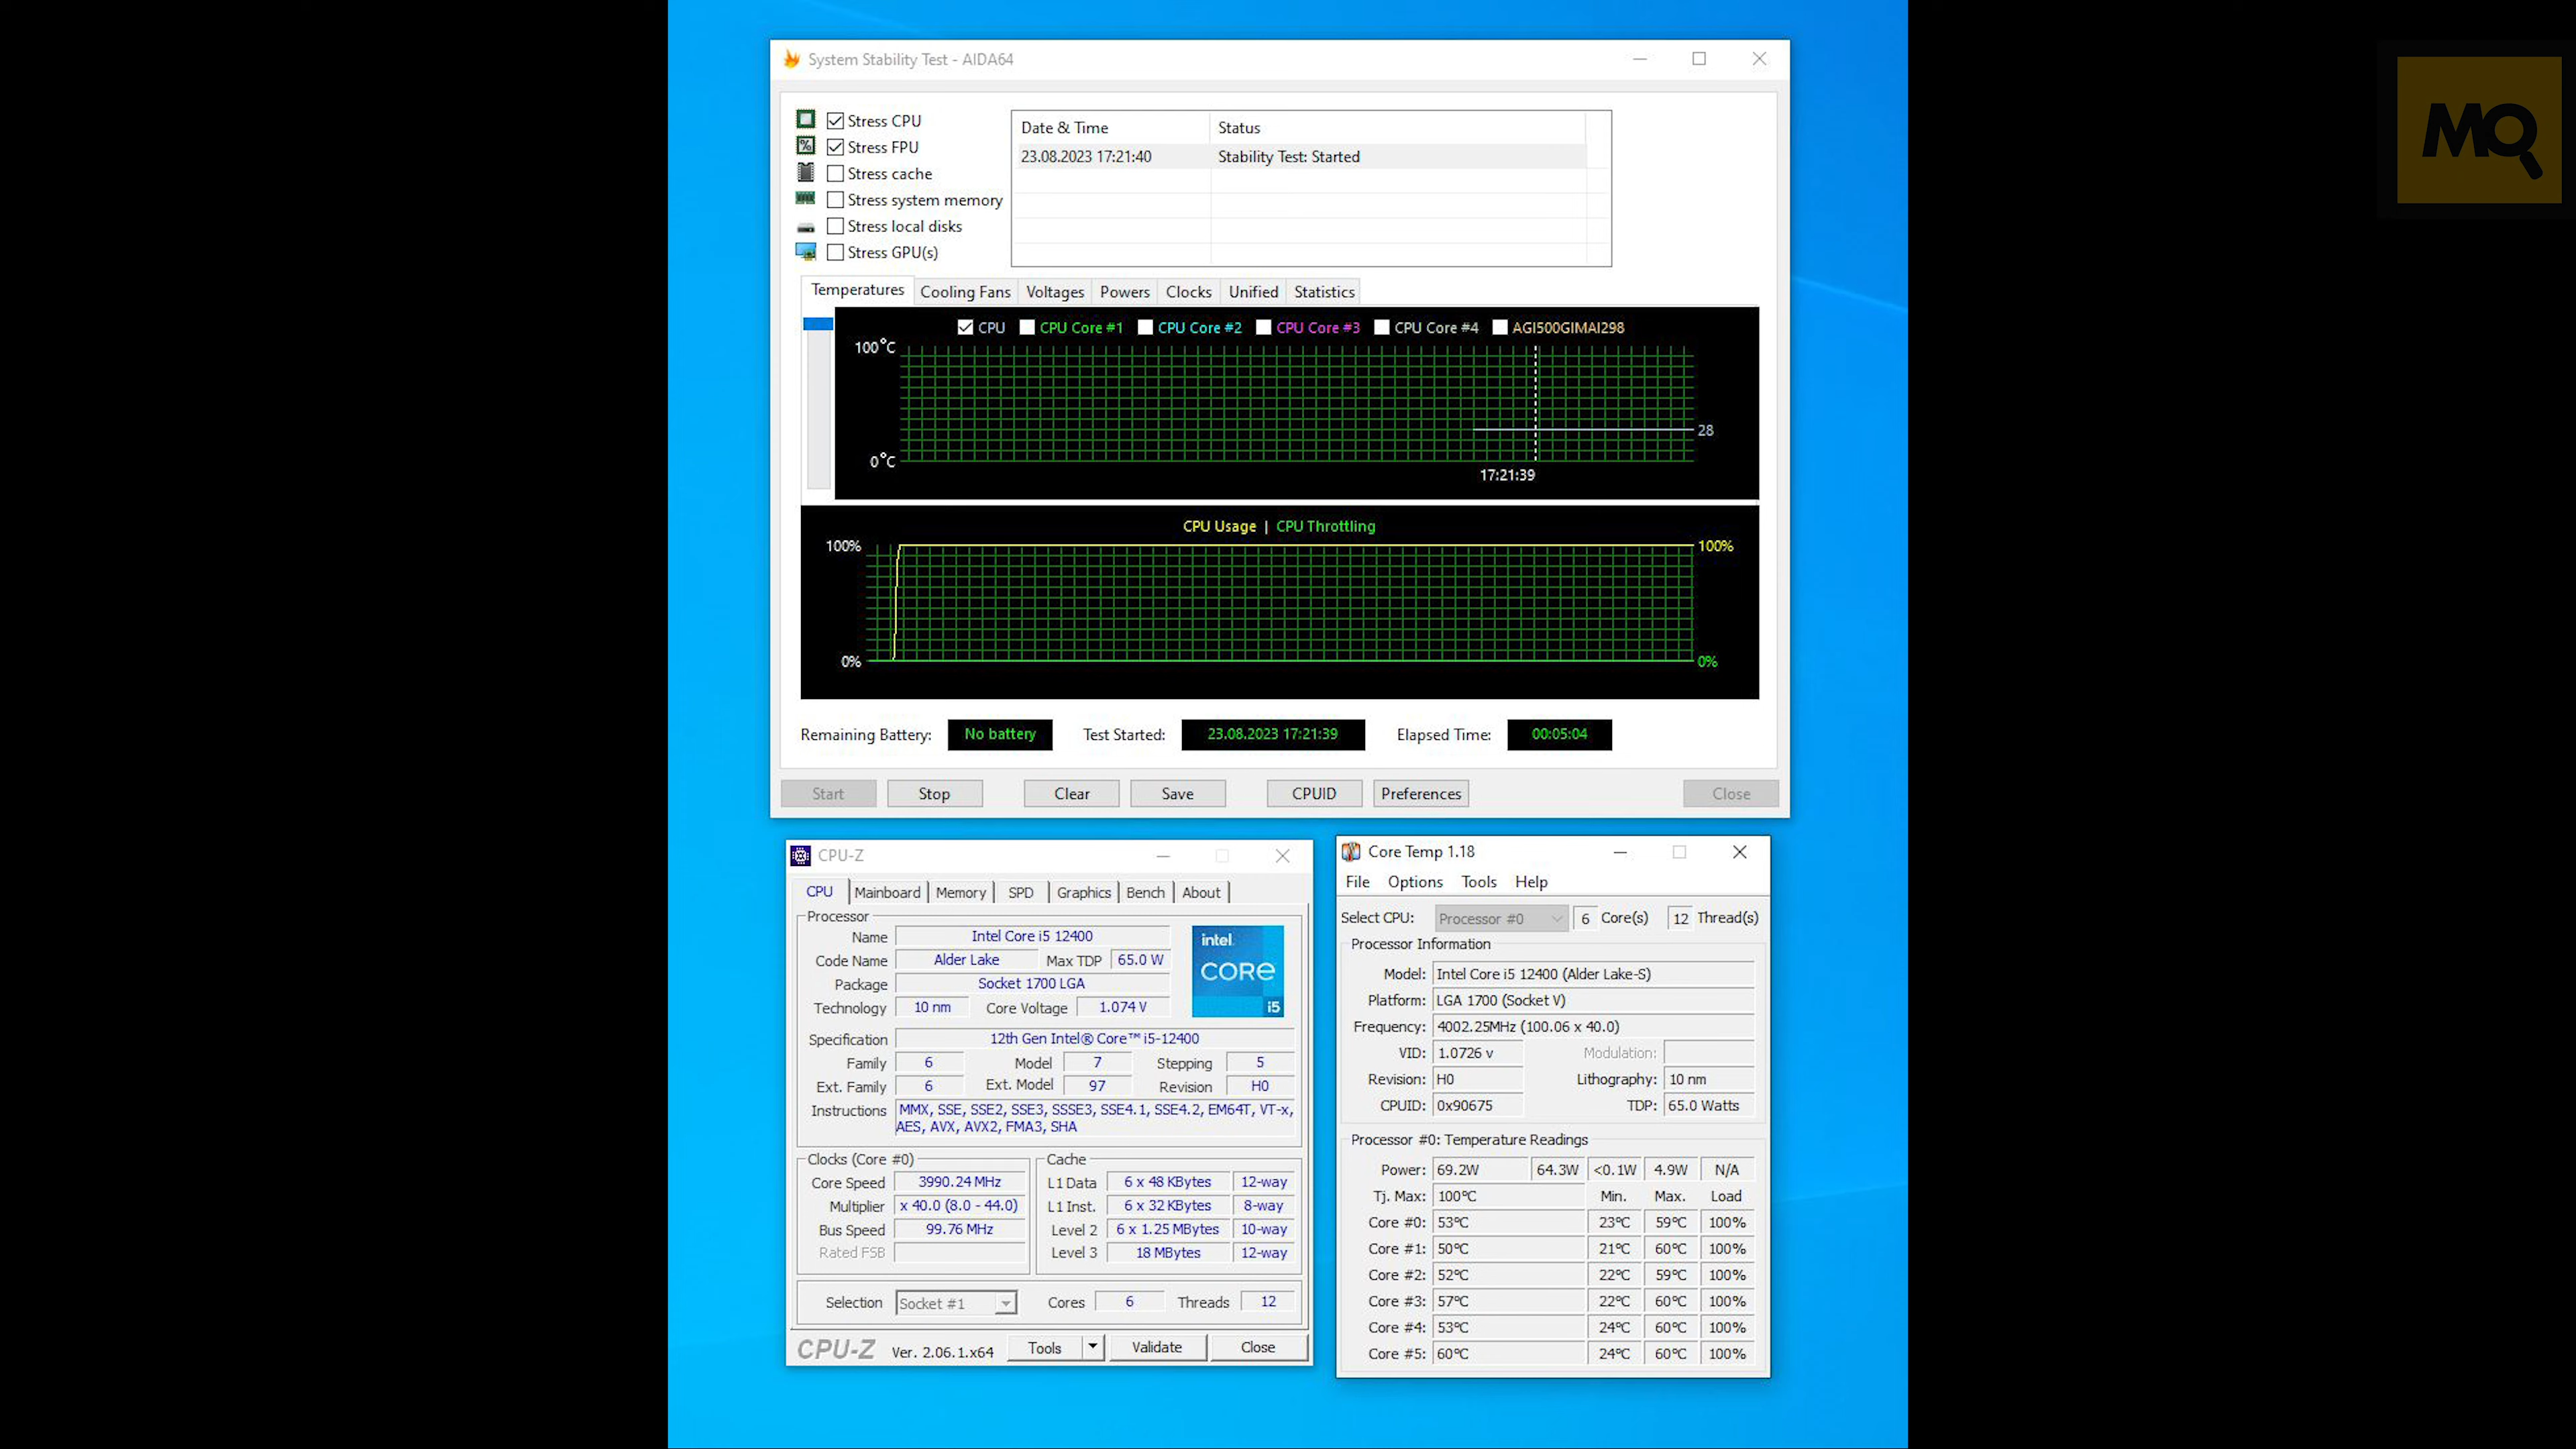 System Stability Test - AIDA64
MQ
Stress CPU
Stress FPU
Stress cache
Stress system memory
Stress local disks
Stress GPU(s)
Date & Time Status
23.08.2023 17:21:40 Stability Test: Started
Temperatures Cooling Fans Voltages Powers Clocks Unified Statistics
CPU CPU Core #1 CPU Core #2 CPU Core #3 CPU Core #4 AGI500GIMAI298
100°C
28
0°C
17:21:39
CPU Usage | CPU Throttling
100% 100%
0% 0%
Remaining Battery: No battery Test Started: 23.08.2023 17:21:39 Elapsed Time: 00:05:04
Start Stop Clear Save CPUID Preferences Close
CPU-Z
CPU Mainboard Memory SPD Graphics Bench About
Processor
Name Intel Core i5 12400
Code Name Alder Lake Max TDP 65.0 W
Package Socket 1700 LGA
Technology 10 nm Core Voltage 1.074 V
intel
CORE
i5
Specification 12th Gen Intel® Core™ i5-12400
Family 6 Model 7 Stepping 5
Ext. Family 6 Ext. Model 97 Revision H0
Instructions MMX, SSE, SSE2, SSE3, SSSE3, SSE4.1, SSE4.2, EM64T, VT-x,
AES, AVX, AVX2, FMA3, SHA
Clocks (Core #0) Cache
Core Speed 3990.24 MHz L1 Data 6 x 48 KBytes 12-way
Multiplier x 40.0 (8.0 - 44.0) L1 Inst. 6 x 32 KBytes 8-way
Bus Speed 99.76 MHz Level 2 6 x 1.25 MBytes 10-way
Rated FSB Level 3 18 MBytes 12-way
Selection Socket #1 Cores 6 Threads 12
CPU-Z Ver. 2.06.1.x64 Tools Validate Close
Core Temp 1.18
File Options Tools Help
Select CPU: Processor #0 6 Core(s) 12 Thread(s)
Processor Information
Model: Intel Core i5 12400 (Alder Lake-S)
Platform: LGA 1700 (Socket V)
Frequency: 4002.25MHz (100.06 x 40.0)
VID: 1.0726 v Modulation:
Revision: H0 Lithography: 10 nm
CPUID: 0x90675 TDP: 65.0 Watts
Processor #0: Temperature Readings
Power: 69.2W 64.3W <0.1W 4.9W N/A
Tj. Max: 100°C Min. Max. Load
Core #0: 53°C 23°C 59°C 100%
Core #1: 50°C 21°C 60°C 100%
Core #2: 52°C 22°C 59°C 100%
Core #3: 57°C 22°C 60°C 100%
Core #4: 53°C 24°C 60°C 100%
Core #5: 60°C 24°C 60°C 100%